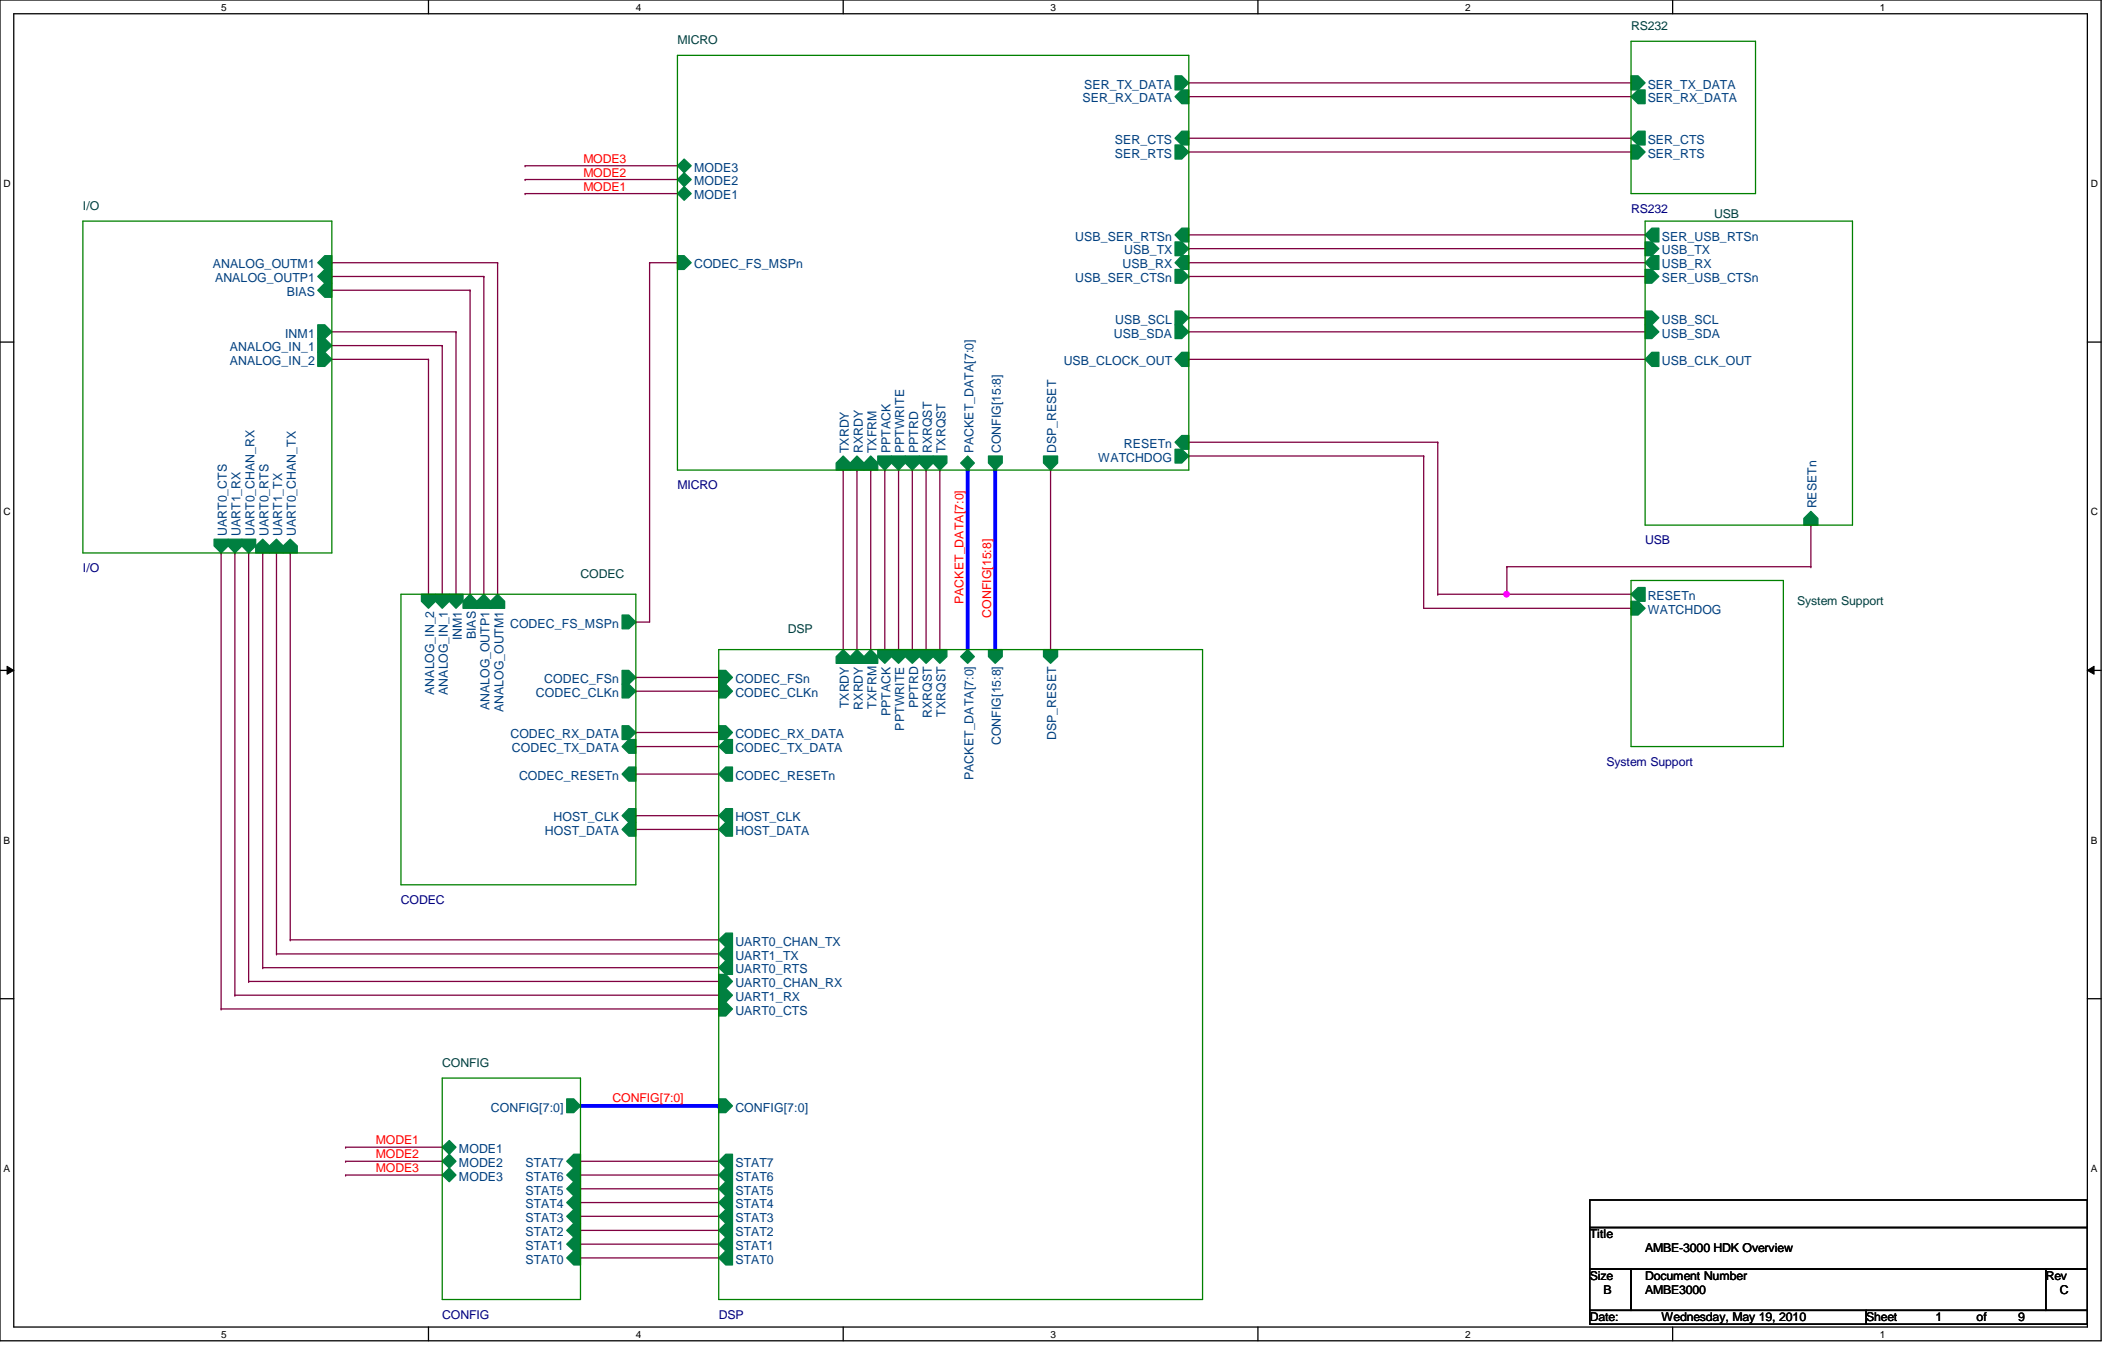 5 4 3 2 1
D
C
B
A
D
C
B
A
MICRO
SER_TX_DATA
SER_RX_DATA
SER_CTS
SER_RTS
MODE3
MODE2
MODE1
MODE3
MODE2
MODE1
CODEC_FS_MSPn
USB_SER_RTSn
USB_TX
USB_RX
USB_SER_CTSn
USB_SCL
USB_SDA
USB_CLOCK_OUT
RESETn
WATCHDOG
TXRDY
RXRDY
TXFRM
PPTACK
PPTWRITE
PPTRD
RXRQST
TXRQST
PACKET_DATA[7:0]
CONFIG[15:8]
DSP_RESET
MICRO
PACKET_DATA[7:0]
CONFIG[15:8]
RS232
SER_TX_DATA
SER_RX_DATA
SER_CTS
SER_RTS
RS232
USB
SER_USB_RTSn
USB_TX
USB_RX
SER_USB_CTSn
USB_SCL
USB_SDA
USB_CLK_OUT
RESETn
USB
RESETn
WATCHDOG
System Support
System Support
I/O
ANALOG_OUTM1
ANALOG_OUTP1
BIAS
INM1
ANALOG_IN_1
ANALOG_IN_2
UART0_CTS
UART1_RX
UART0_CHAN_RX
UART0_RTS
UART1_TX
UART0_CHAN_TX
I/O
CODEC
ANALOG_IN_2
ANALOG_IN_1
INM1
BIAS
ANALOG_OUTP1
ANALOG_OUTM1
CODEC_FS_MSPn
CODEC_FSn
CODEC_CLKn
CODEC_RX_DATA
CODEC_TX_DATA
CODEC_RESETn
HOST_CLK
HOST_DATA
CODEC
DSP
TXRDY
RXRDY
TXFRM
PPTACK
PPTWRITE
PPTRD
RXRQST
TXRQST
PACKET_DATA[7:0]
CONFIG[15:8]
DSP_RESET
CODEC_FSn
CODEC_CLKn
CODEC_RX_DATA
CODEC_TX_DATA
CODEC_RESETn
HOST_CLK
HOST_DATA
UART0_CHAN_TX
UART1_TX
UART0_RTS
UART0_CHAN_RX
UART1_RX
UART0_CTS
CONFIG[7:0]
STAT7
STAT6
STAT5
STAT4
STAT3
STAT2
STAT1
STAT0
DSP
CONFIG
CONFIG[7:0]
CONFIG[7:0]
MODE1
MODE2
MODE3
MODE1
MODE2
MODE3
STAT7
STAT6
STAT5
STAT4
STAT3
STAT2
STAT1
STAT0
CONFIG
Title
AMBE-3000 HDK Overview
Size Document Number Rev
B AMBE3000 C
Date: Wednesday, May 19, 2010 Sheet 1 of 9
5 4 3 2 1